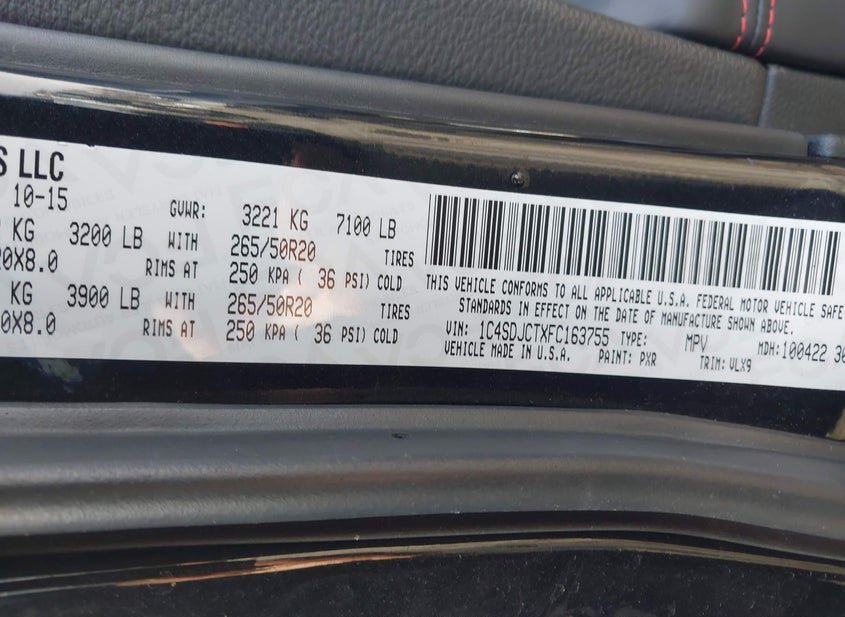 S LLC
10-15
GVWR: 3221 KG 7100 LB
KG 3200 LB WITH 265/50R20 TIRES
0X8.0 RIMS AT 250 KPA ( 36 PSI) COLD
KG 3900 LB WITH 265/50R20 TIRES
0X8.0 RIMS AT 250 KPA ( 36 PSI) COLD
THIS VEHICLE CONFORMS TO ALL APPLICABLE U.S.A. FEDERAL MOTOR VEHICLE SAFE
STANDARDS IN EFFECT ON THE DATE OF MANUFACTURE SHOWN ABOVE.
VIN: 1C4SDJCTXFC163755 TYPE: MPV MDH:100422 30
VEHICLE MADE IN U.S.A. PAINT: PXR TRIM: VLX9